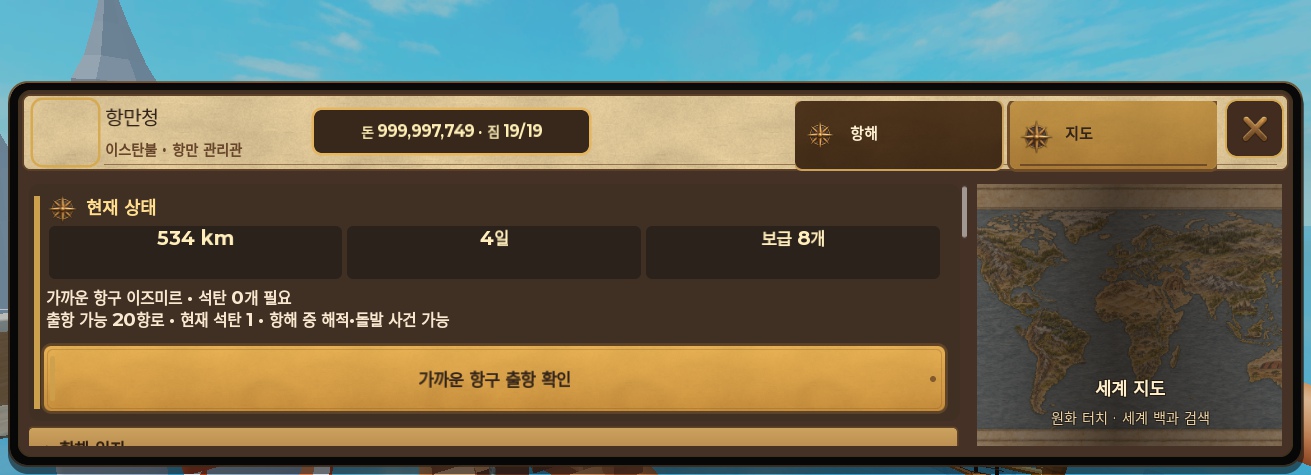 항만청
이스탄불 • 항만 관리관
돈 999,997,749 · 짐 19/19
항해
지도
현재 상태
534 km
4일
보급 8개
가까운 항구 이즈미르 • 석탄 0개 필요
출항 가능 20항로 • 현재 석탄 1 • 항해 중 해적•돌발 사건 가능
가까운 항구 출항 확인
세계 지도
원화 터치 · 세계 백과 검색